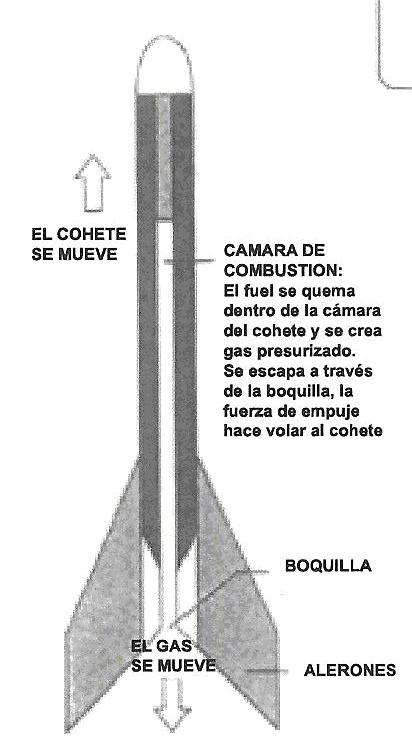 EL COHETE
SE MUEVE
CAMARA DE
COMBUSTION:
El fuel se quema
dentro de la cámara
del cohete y se crea
gas presurizado.
Se escapa a través
de la boquilla, la
fuerza de empuje
hace volar al cohete
BOQUILLA
EL GAS
SE MUEVE
ALERONES